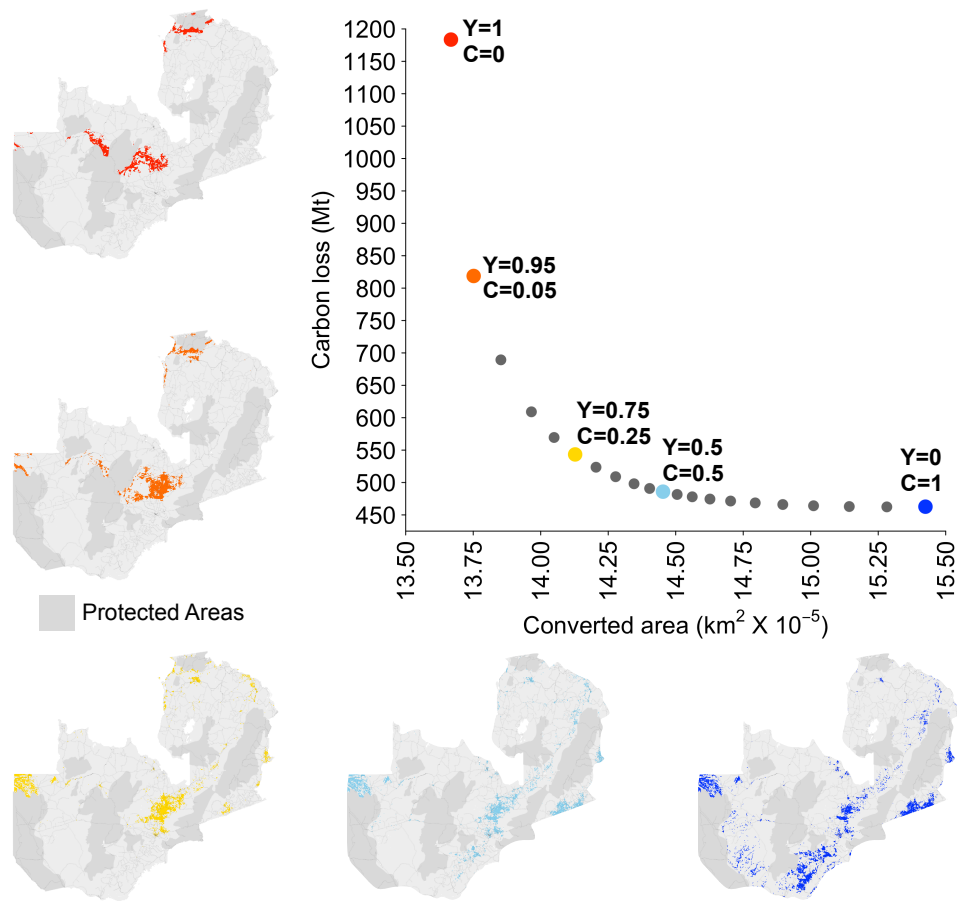 1200
1150
1100
1050
1000
950
900
850
800
750
700
650
600
550
500
450
Carbon loss (Mt)
Y=1
C=0
Y=0.95
C=0.05
Y=0.75
C=0.25
Y=0.5
C=0.5
Y=0
C=1
13.50
13.75
14.00
14.25
14.50
14.75
15.00
15.25
15.50
Converted area (km² X 10⁻⁵)
Protected Areas